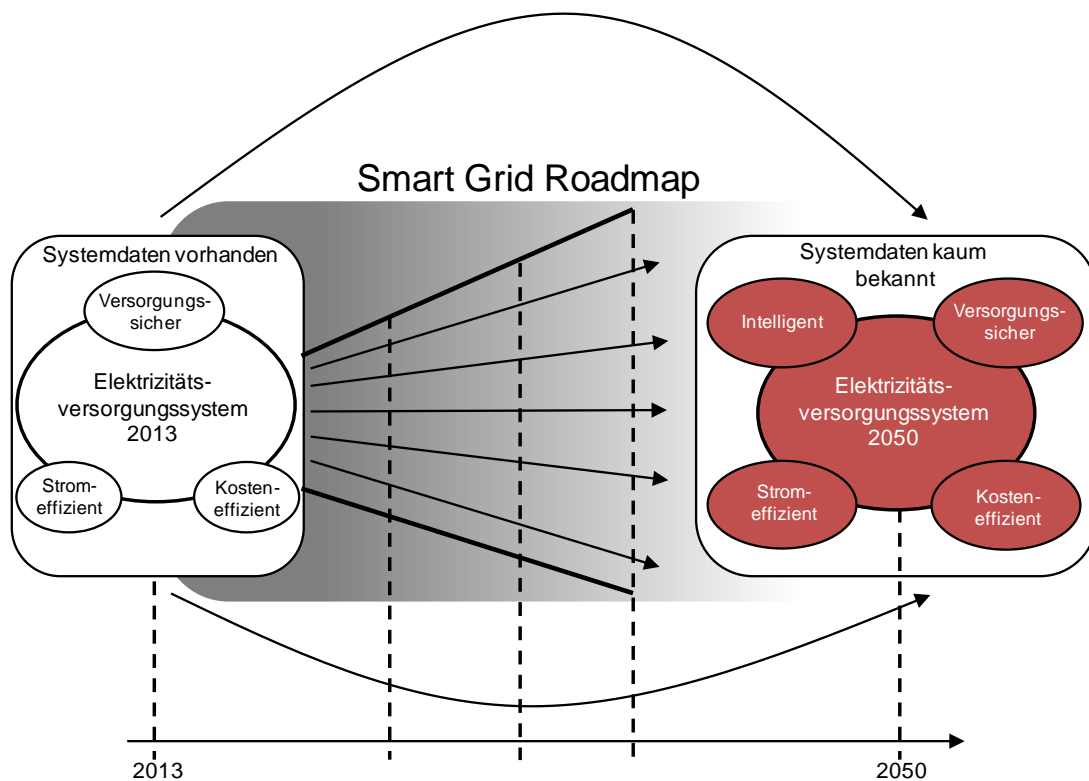 Smart Grid Roadmap
Systemdaten vorhanden
Versorgungs-
sicher
Elektrizitäts-
versorgungssystem
2013
Strom-
effizient
Kosten-
effizient
Systemdaten kaum
bekannt
Intelligent
Versorgungs-
sicher
Elektrizitäts-
versorgungssystem
2050
Strom-
effizient
Kosten-
effizient
2013
2050